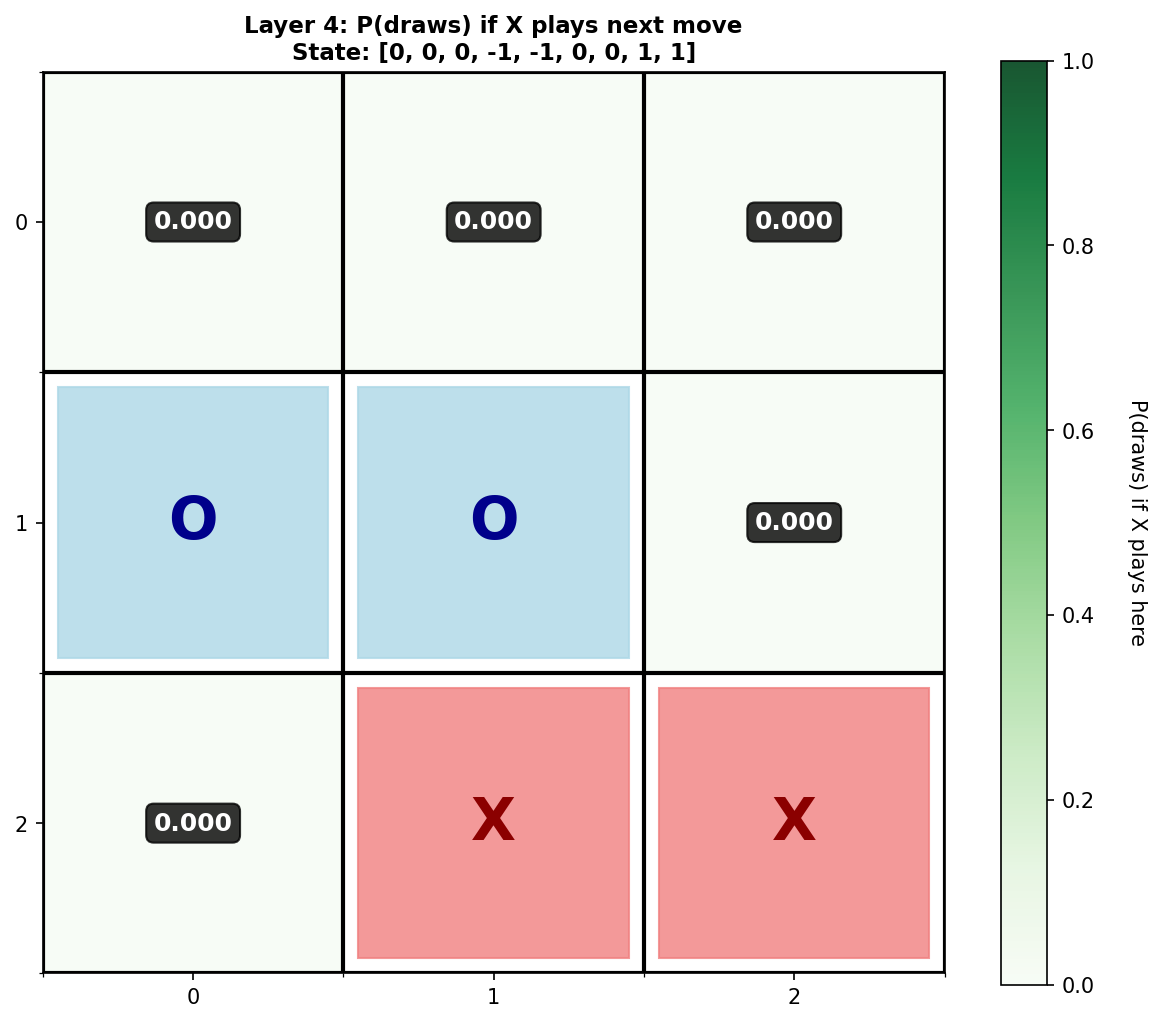 Layer 4: P(draws) if X plays next move
State: [0, 0, 0, -1, -1, 0, 0, 1, 1]
0
0.000
0.000
0.000
1
O
O
0.000
2
0.000
X
X
0
1
2
1.0
0.8
0.6
0.4
0.2
0.0
P(draws) if X plays here